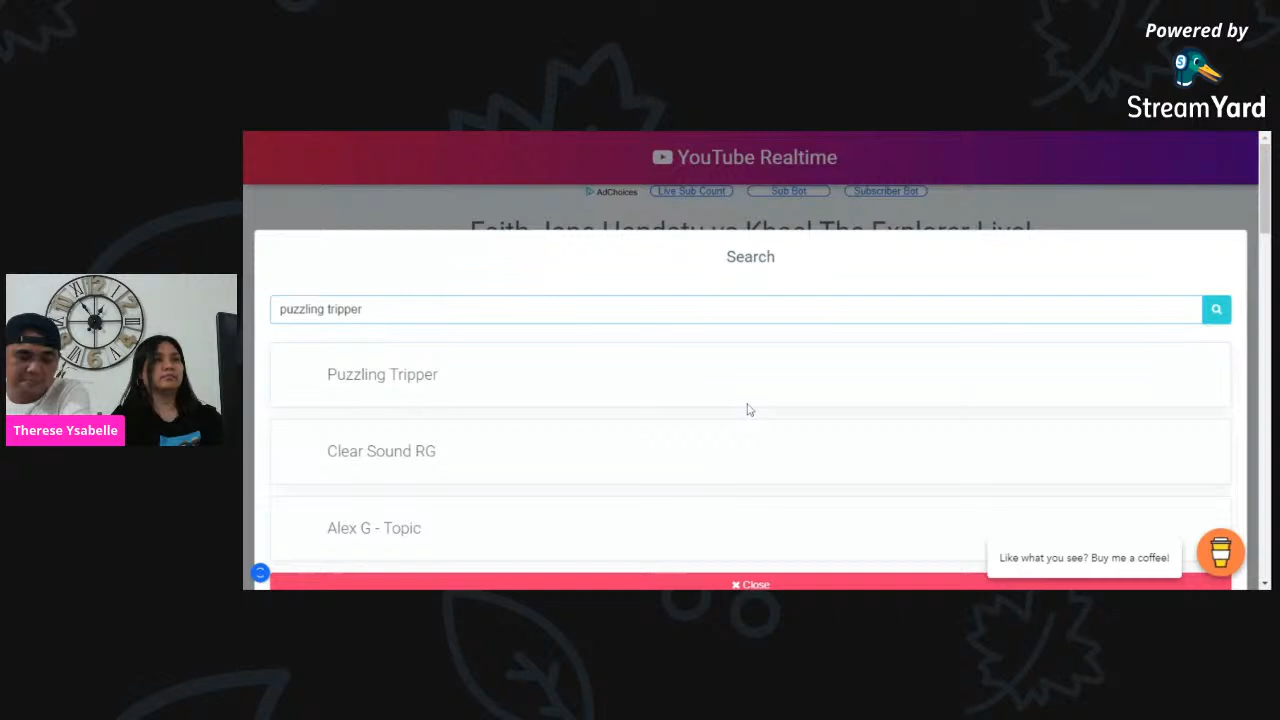 Powered by
StreamYard
YouTube Realtime
AdChoices
Live Sub Count
Sub Bot
Subscriber Bot
Search
puzzling tripper
Puzzling Tripper
Clear Sound RG
Alex G - Topic
Like what you see? Buy me a coffee!
Close
Therese Ysabelle